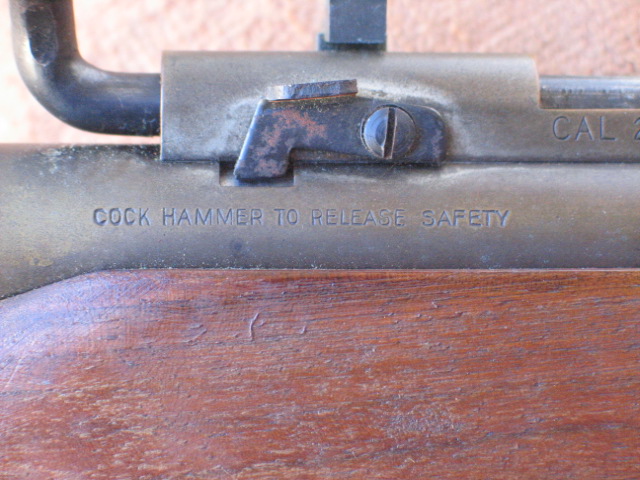 CAL 2
COCK HAMMER TO RELEASE SAFETY